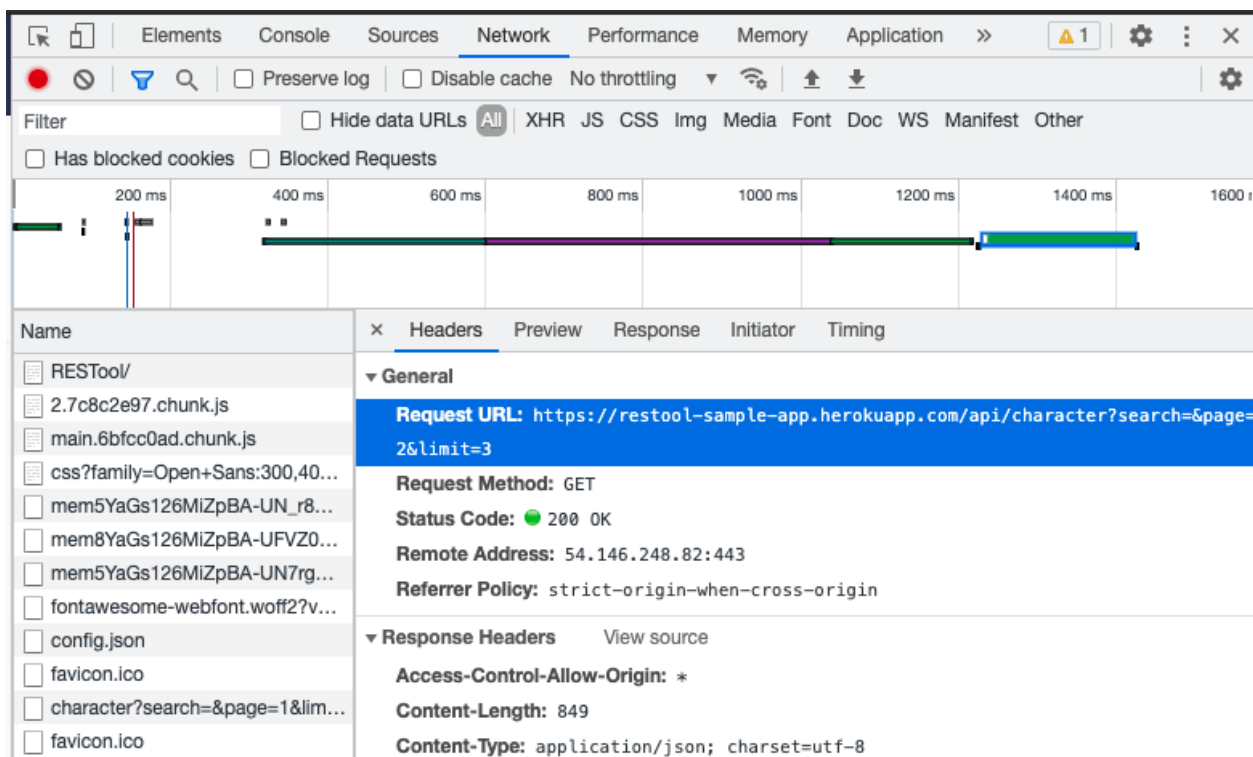 Elements Console Sources Network Performance Memory Application » 1
Preserve log Disable cache No throttling ▼
Filter Hide data URLs All XHR JS CSS Img Media Font Doc WS Manifest Other
Has blocked cookies Blocked Requests
200 ms 400 ms 600 ms 800 ms 1000 ms 1200 ms 1400 ms 1600
Name
RESTool/
2.7c8c2e97.chunk.js
main.6bfcc0ad.chunk.js
css?family=Open+Sans:300,40...
mem5YaGs126MiZpBA-UN_r8...
mem8YaGs126MiZpBA-UFVZ0...
mem5YaGs126MiZpBA-UN7rg...
fontawesome-webfont.woff2?v...
config.json
favicon.ico
character?search=&page=1&lim...
favicon.ico
× Headers Preview Response Initiator Timing
▼ General
Request URL: https://restool-sample-app.herokuapp.com/api/character?search=&page=
2&limit=3
Request Method: GET
Status Code: 200 OK
Remote Address: 54.146.248.82:443
Referrer Policy: strict-origin-when-cross-origin
▼ Response Headers View source
Access-Control-Allow-Origin: *
Content-Length: 849
Content-Type: application/json; charset=utf-8